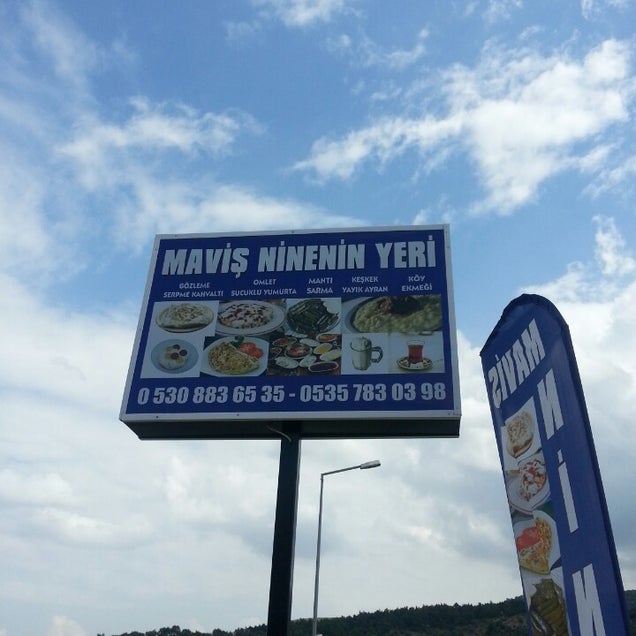 MAVİŞ NİNENİN YERİ
GÖZLEME OMLET MANTI KEŞKEK KÖY
SERPME KAHVALTI SUCUKLU YUMURTA SARMA YAYIK AYRAN EKMEĞİ
0 530 883 65 35 - 0535 783 03 98
MAVİŞ
NİN